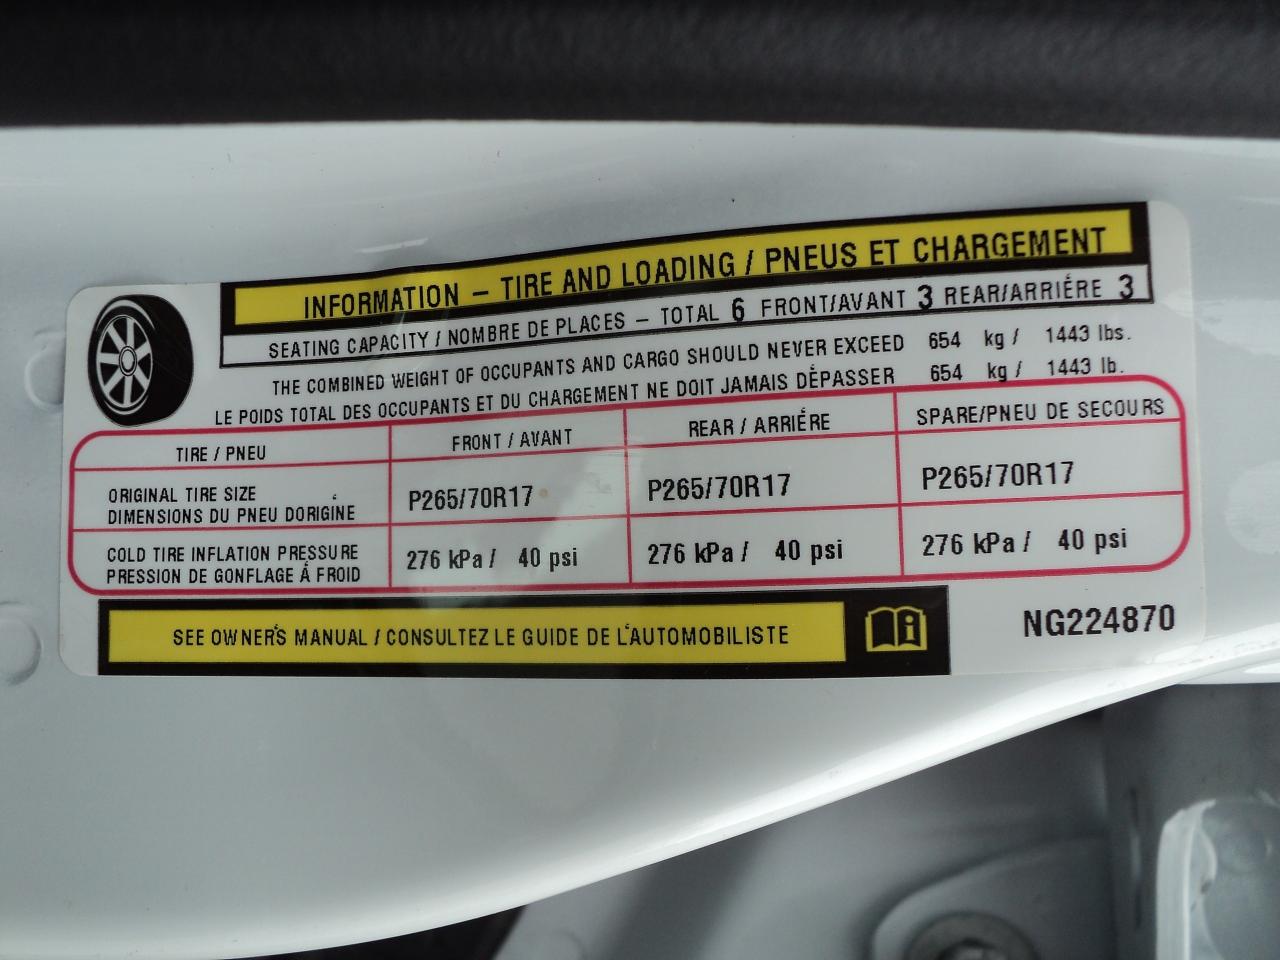 INFORMATION – TIRE AND LOADING / PNEUS ET CHARGEMENT
SEATING CAPACITY / NOMBRE DE PLACES – TOTAL 6 FRONT/AVANT 3 REAR/ARRIÉRE 3
THE COMBINED WEIGHT OF OCCUPANTS AND CARGO SHOULD NEVER EXCEED 654 kg / 1443 lbs.
LE POIDS TOTAL DES OCCUPANTS ET DU CHARGEMENT NE DOIT JAMAIS DÉPASSER 654 kg / 1443 lb.
TIRE / PNEU FRONT / AVANT REAR / ARRIÉRE SPARE/PNEU DE SECOURS
ORIGINAL TIRE SIZE
DIMENSIONS DU PNEU D'ORIGINE P265/70R17 P265/70R17 P265/70R17
COLD TIRE INFLATION PRESSURE
PRESSION DE GONFLAGE Á FROID 276 kPa / 40 psi 276 kPa / 40 psi 276 kPa / 40 psi
SEE OWNER'S MANUAL / CONSULTEZ LE GUIDE DE L'AUTOMOBILISTE
NG224870